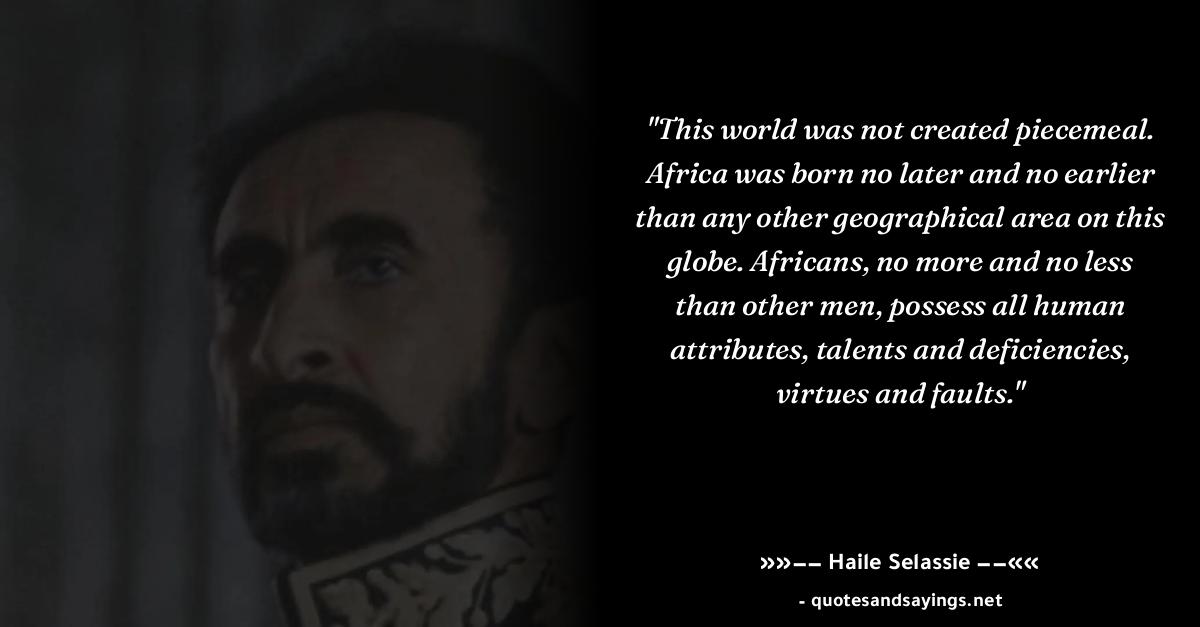 "This world was not created piecemeal.
Africa was born no later and no earlier
than any other geographical area on this
globe. Africans, no more and no less
than other men, possess all human
attributes, talents and deficiencies,
virtues and faults."
»»–– Haile Selassie ––««
- quotesandsayings.net